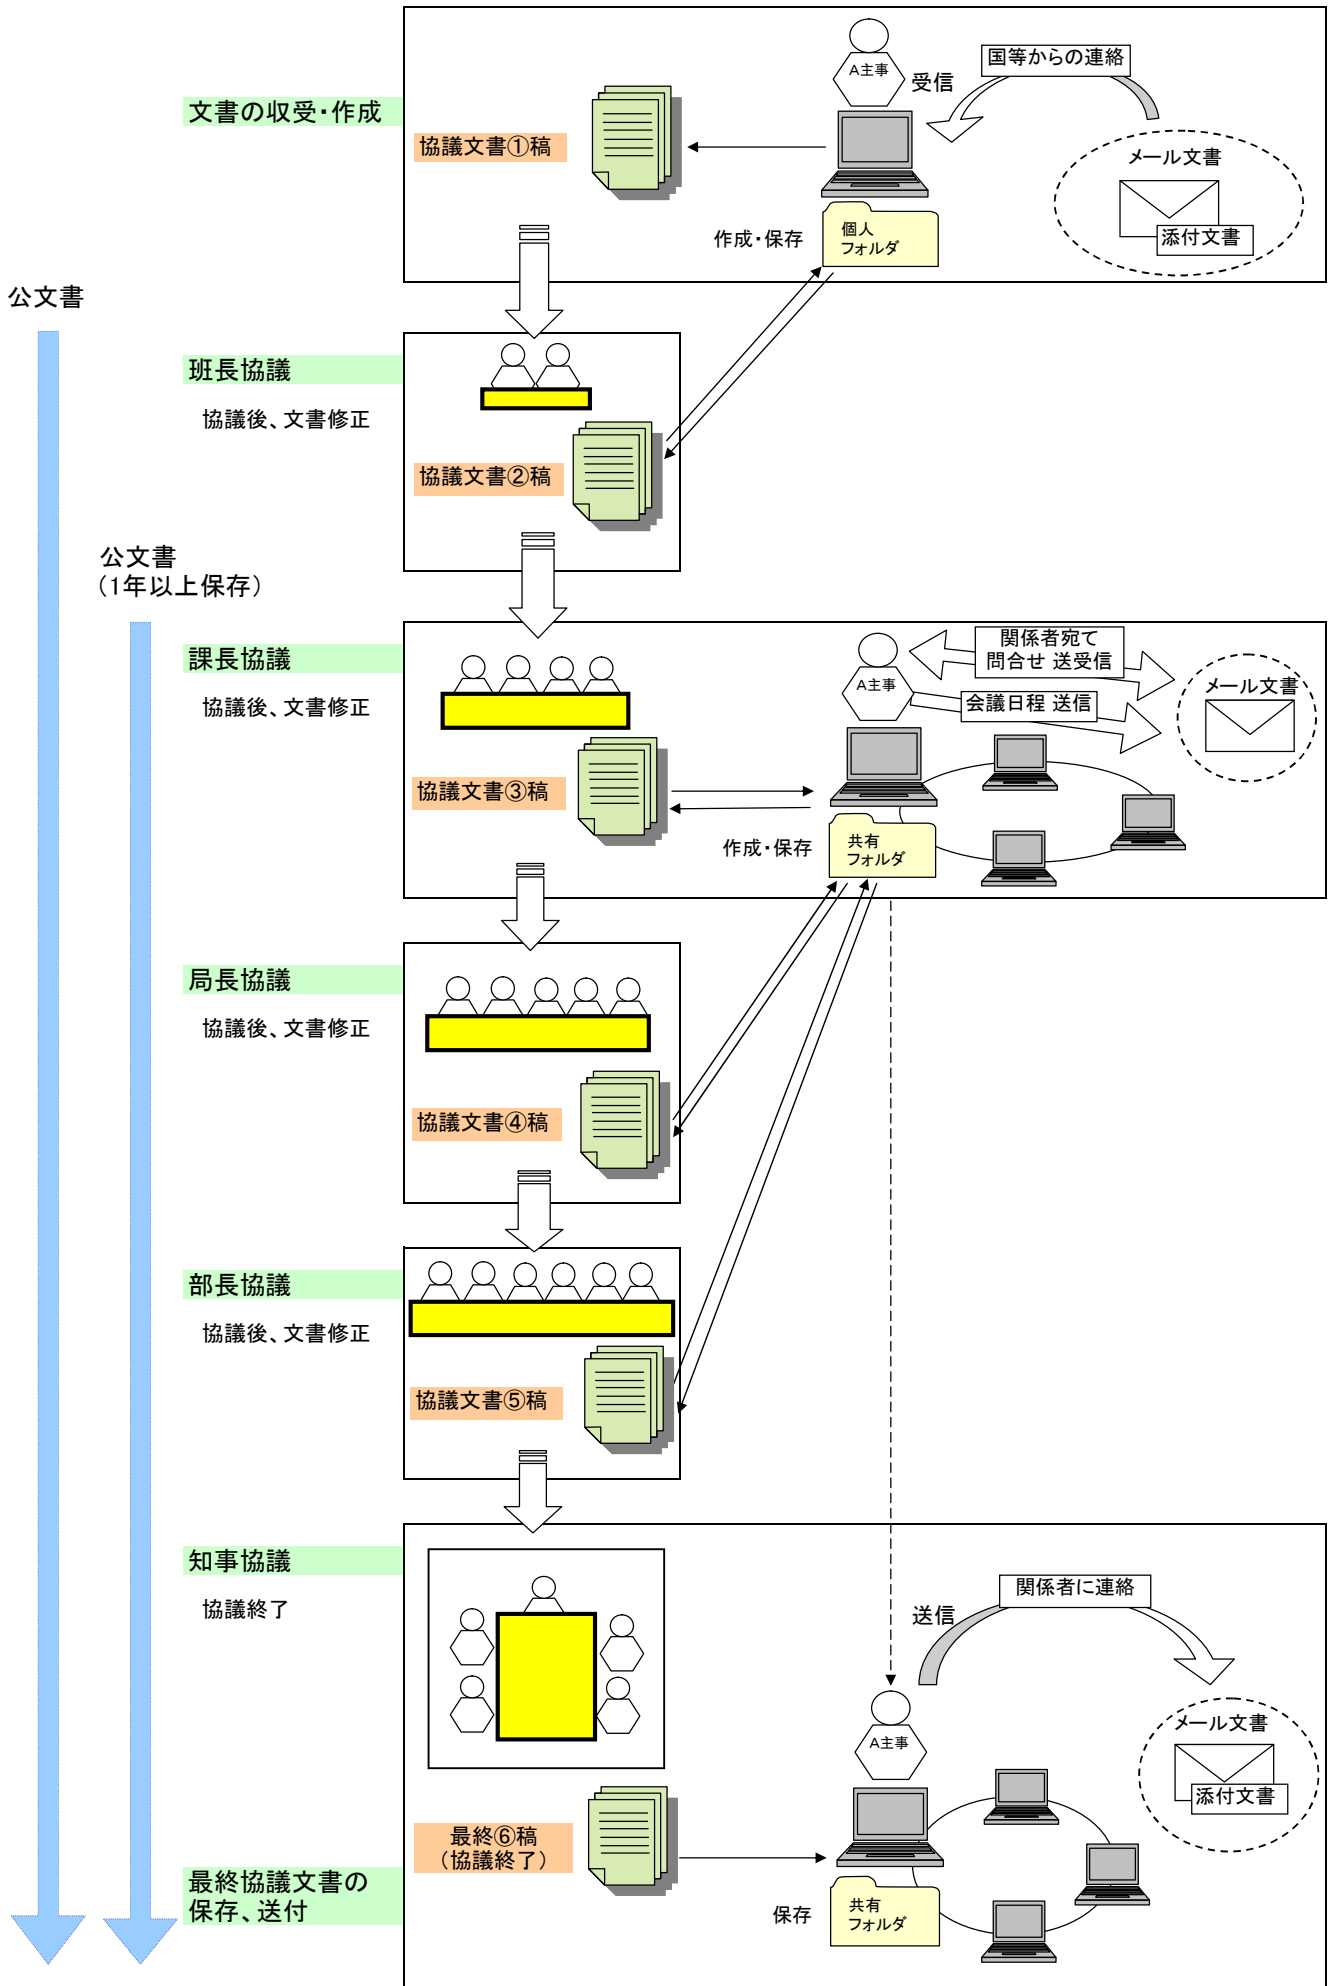 国等からの連絡
A主事
受信
文書の収受・作成
協議文書①稿
メール文書
添付文書
作成・保存
個人
フォルダ
公文書
班長協議
協議後、文書修正
協議文書②稿
公文書
（1年以上保存）
課長協議
協議後、文書修正
協議文書③稿
A主事
関係者宛て
問合せ 送受信
会議日程 送信
メール文書
作成・保存
共有
フォルダ
局長協議
協議後、文書修正
協議文書④稿
部長協議
協議後、文書修正
協議文書⑤稿
知事協議
協議終了
関係者に連絡
送信
A主事
メール文書
添付文書
最終⑥稿
（協議終了）
最終協議文書の
保存、送付
保存
共有
フォルダ